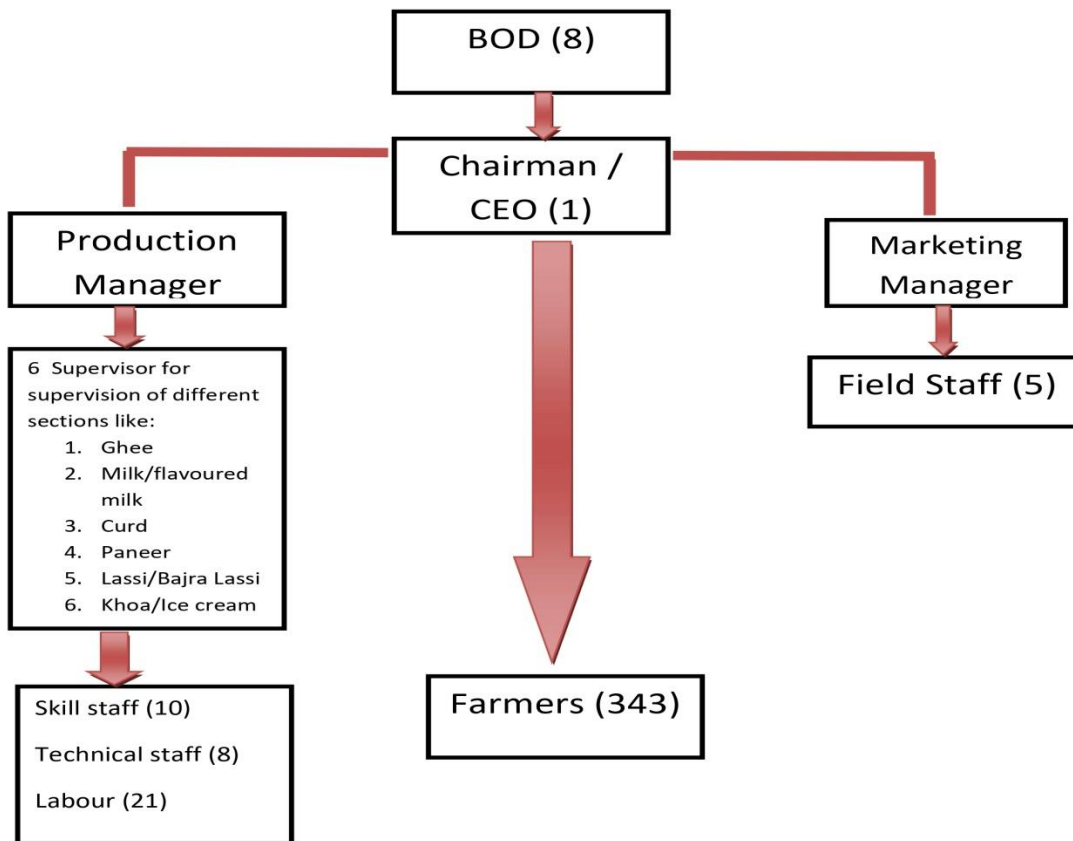 BOD (8)
Chairman /
CEO (1)
Production
Manager
Marketing
Manager
6 Supervisor for
supervision of different
sections like:
1. Ghee
2. Milk/flavoured
milk
3. Curd
4. Paneer
5. Lassi/Bajra Lassi
6. Khoa/Ice cream
Field Staff (5)
Skill staff (10)
Technical staff (8)
Labour (21)
Farmers (343)